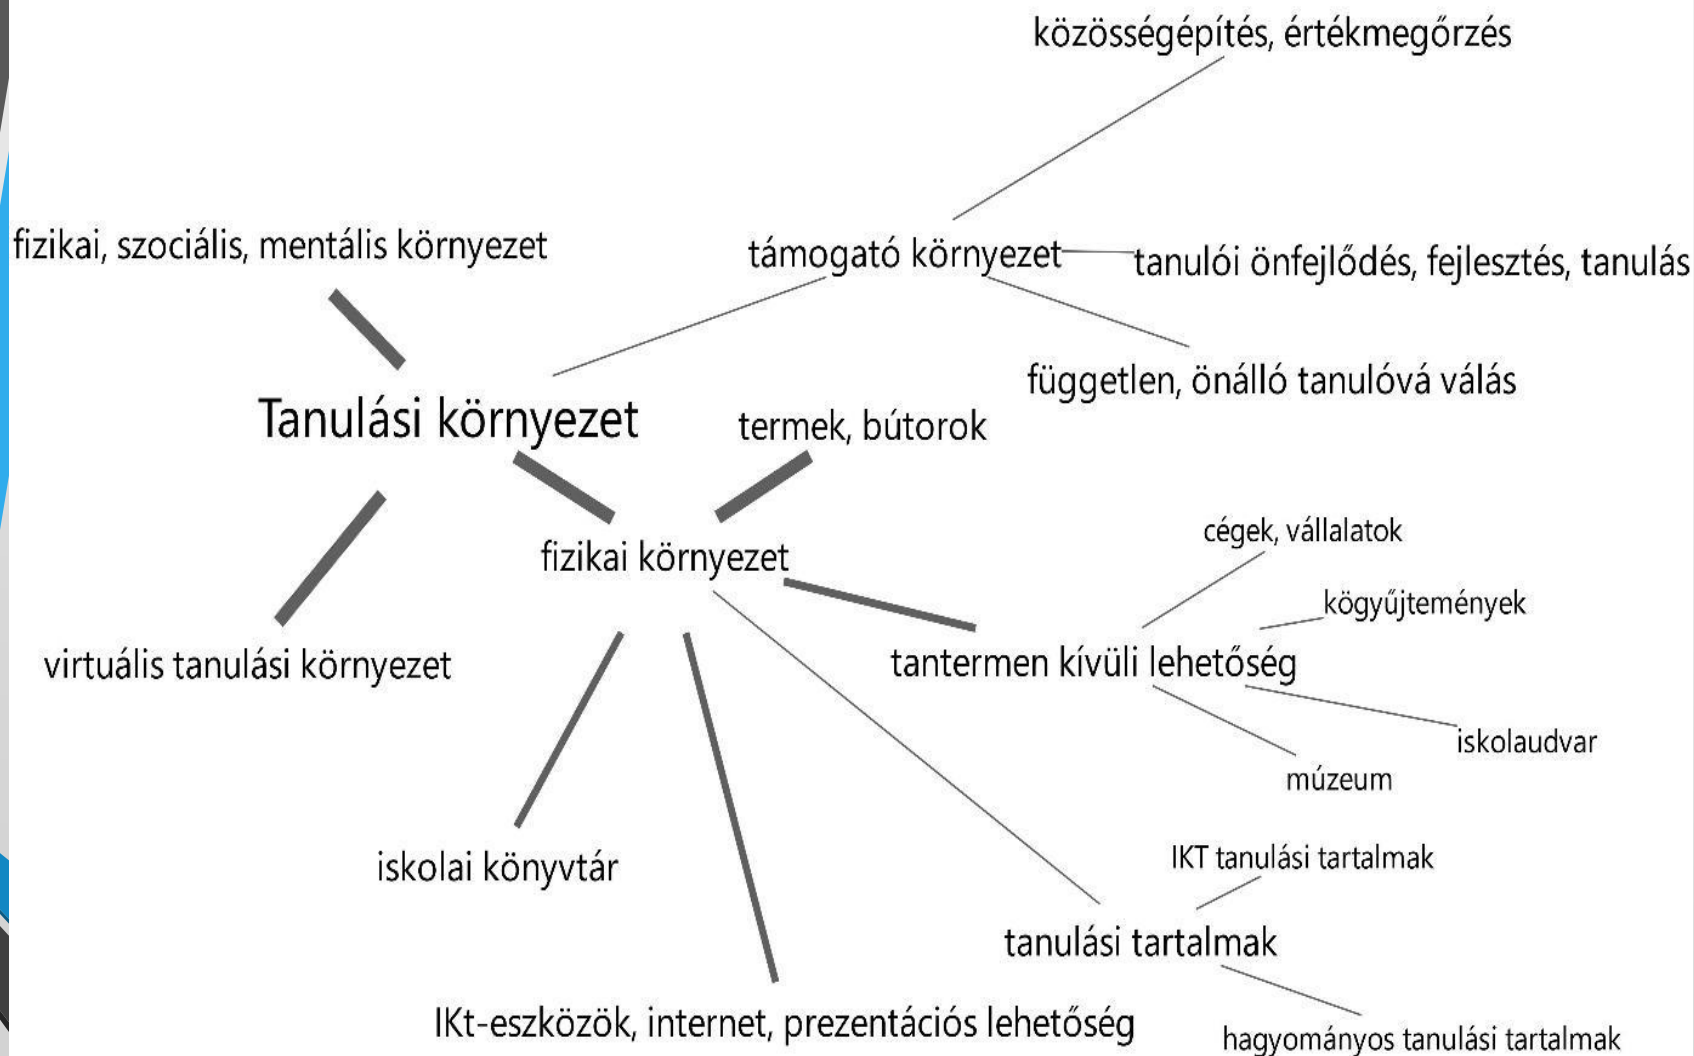 közösségépítés, értékmegőrzés
fizikai, szociális, mentális környezet
támogató környezet
tanulói önfejlődés, fejlesztés, tanulás
független, önálló tanulóvá válás
Tanulási környezet
termek, bútorok
fizikai környezet
cégek, vállalatok
kögyűjtemények
virtuális tanulási környezet
tantermen kívüli lehetőség
iskolaudvar
múzeum
iskolai könyvtár
IKT tanulási tartalmak
tanulási tartalmak
IKt-eszközök, internet, prezentációs lehetőség
hagyományos tanulási tartalmak